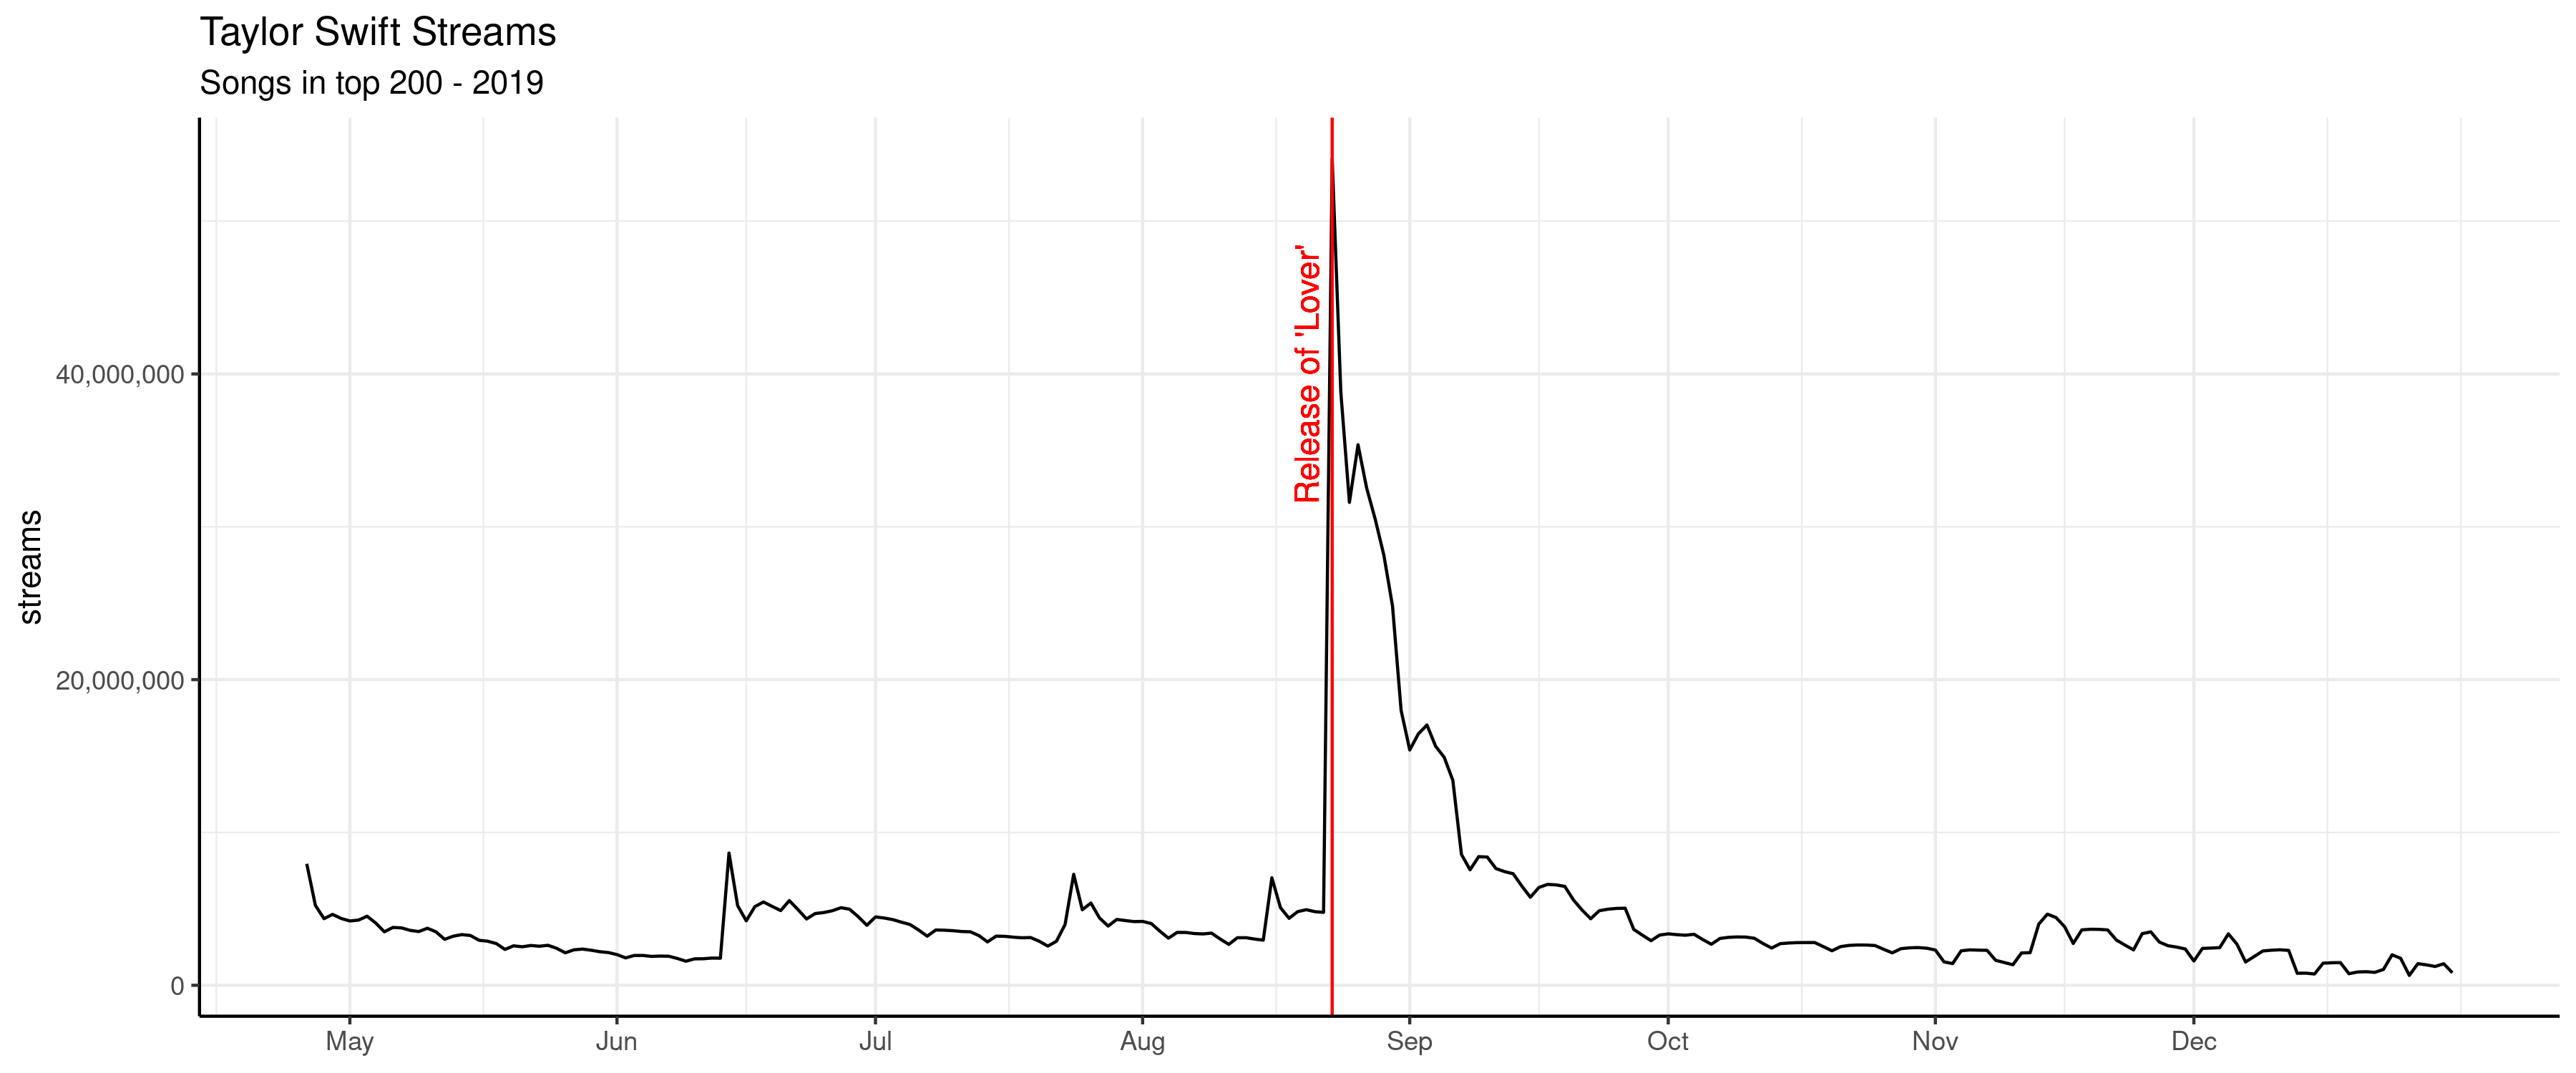 Taylor Swift Streams
Songs in top 200 - 2019
streams
40,000,000
20,000,000
0
Release of 'Lover'
May Jun Jul Aug Sep Oct Nov Dec